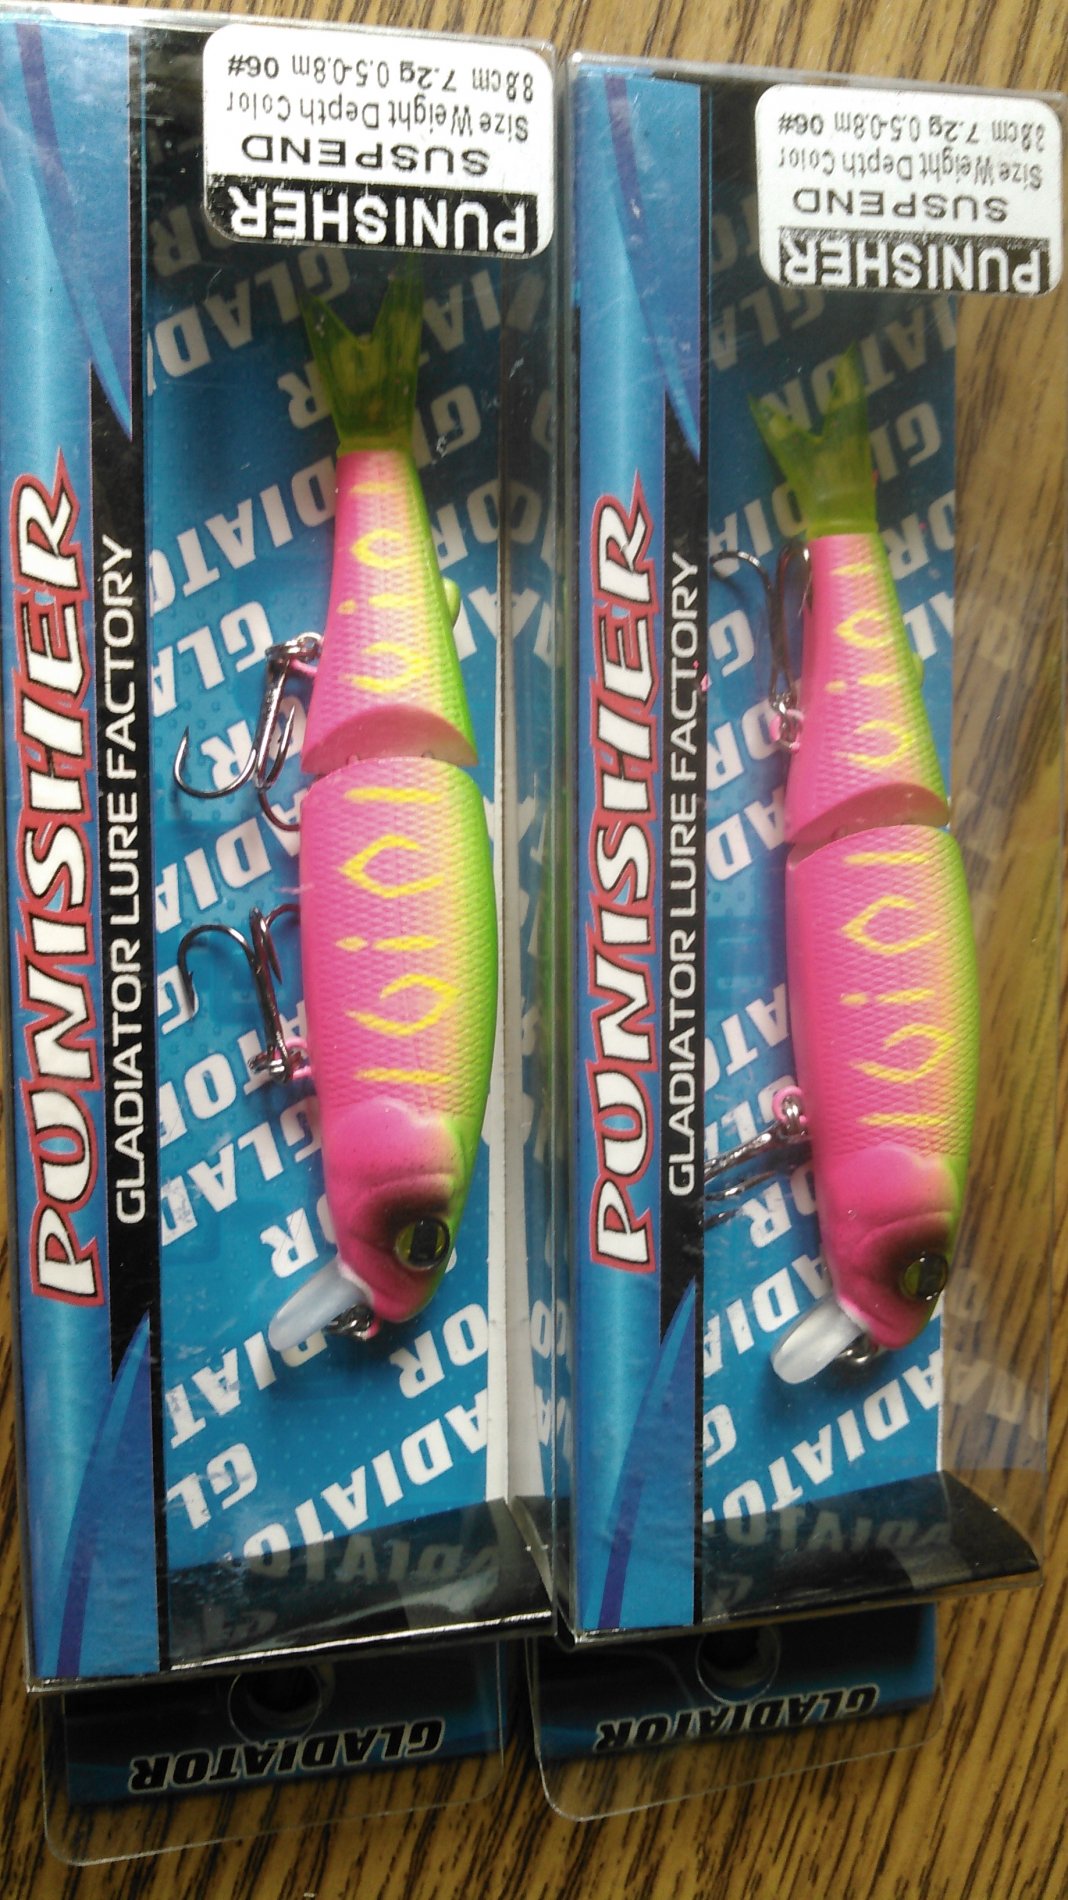 PUNISHER
SUSPEND
Size Weight Depth Color
8.8cm 7.2g 0.5-0.8m 06#
PUNISHER
GLADIATOR LURE FACTORY
GLADIATOR
PUNISHER
SUSPEND
Size Weight Depth Color
8.8cm 7.2g 0.5-0.8m 06#
PUNISHER
GLADIATOR LURE FACTORY
GLADIATOR